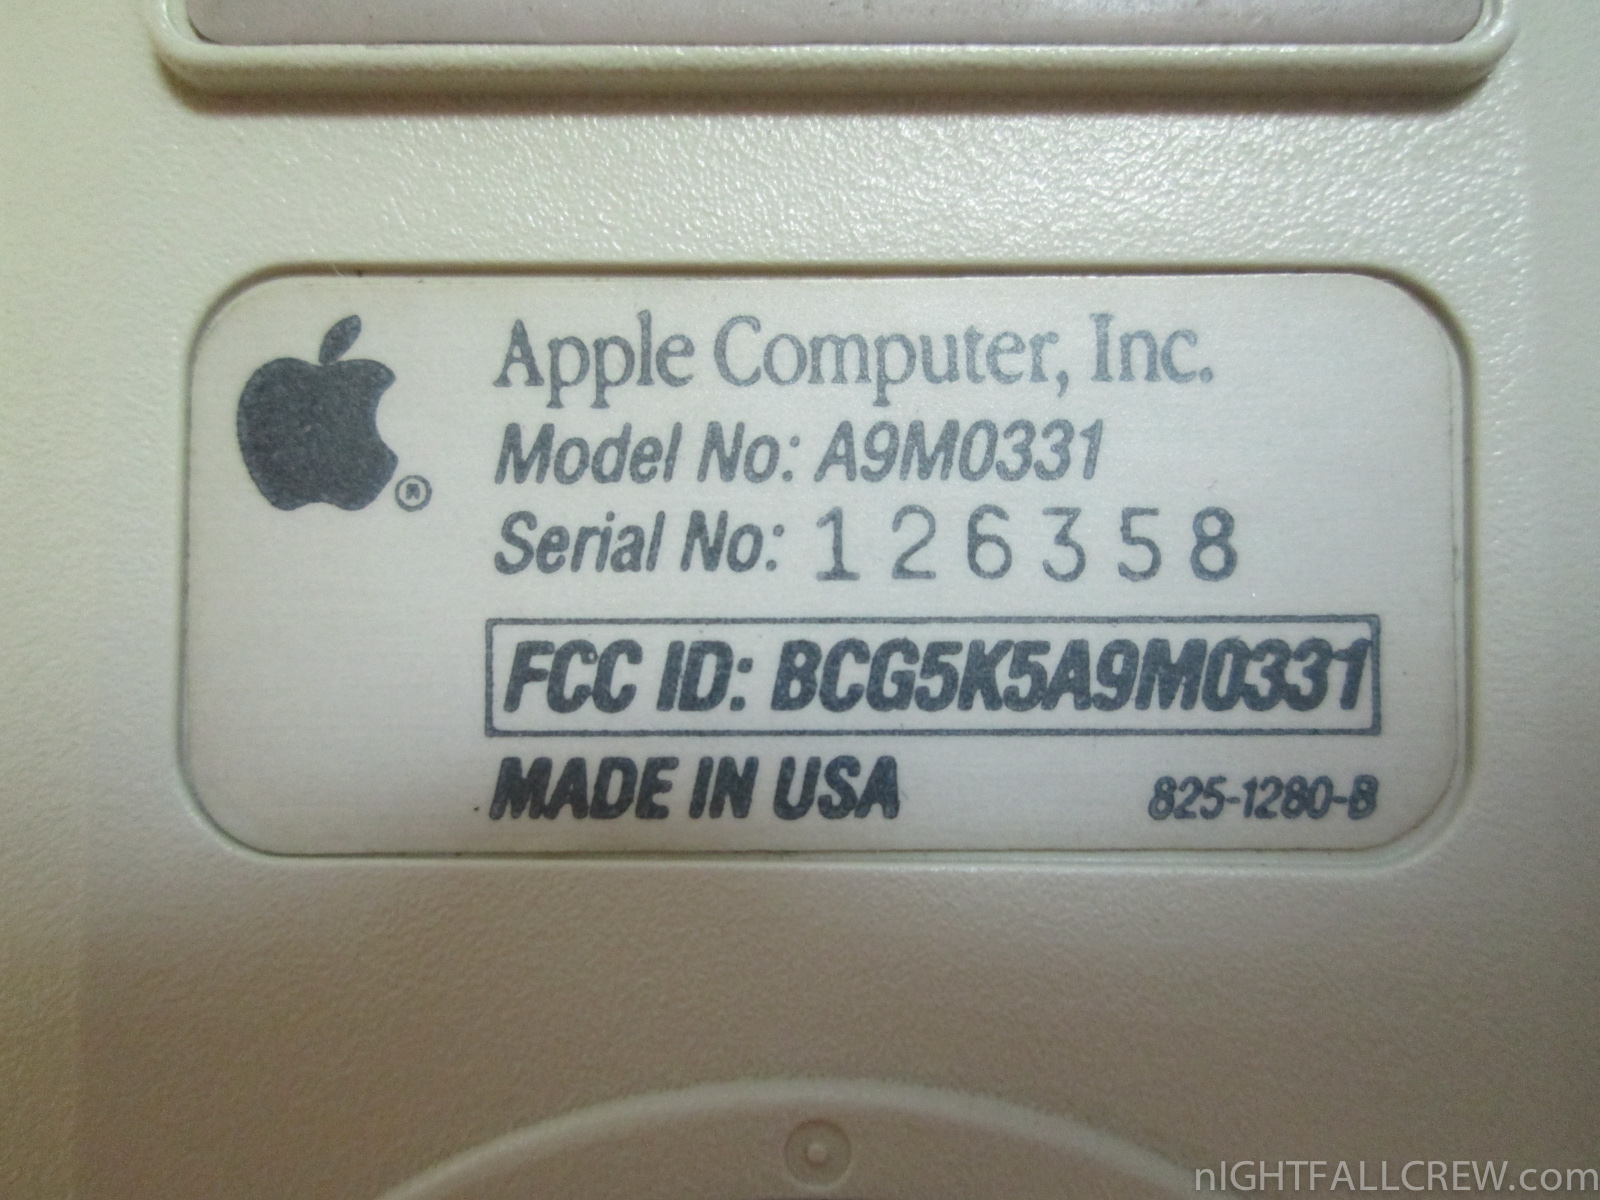 Apple Computer, Inc.
Model No: A9M0331
Serial No: 126358
FCC ID: BCG5K5A9M0331
MADE IN USA 825-1280-B
nIGHTFALLCREW.com